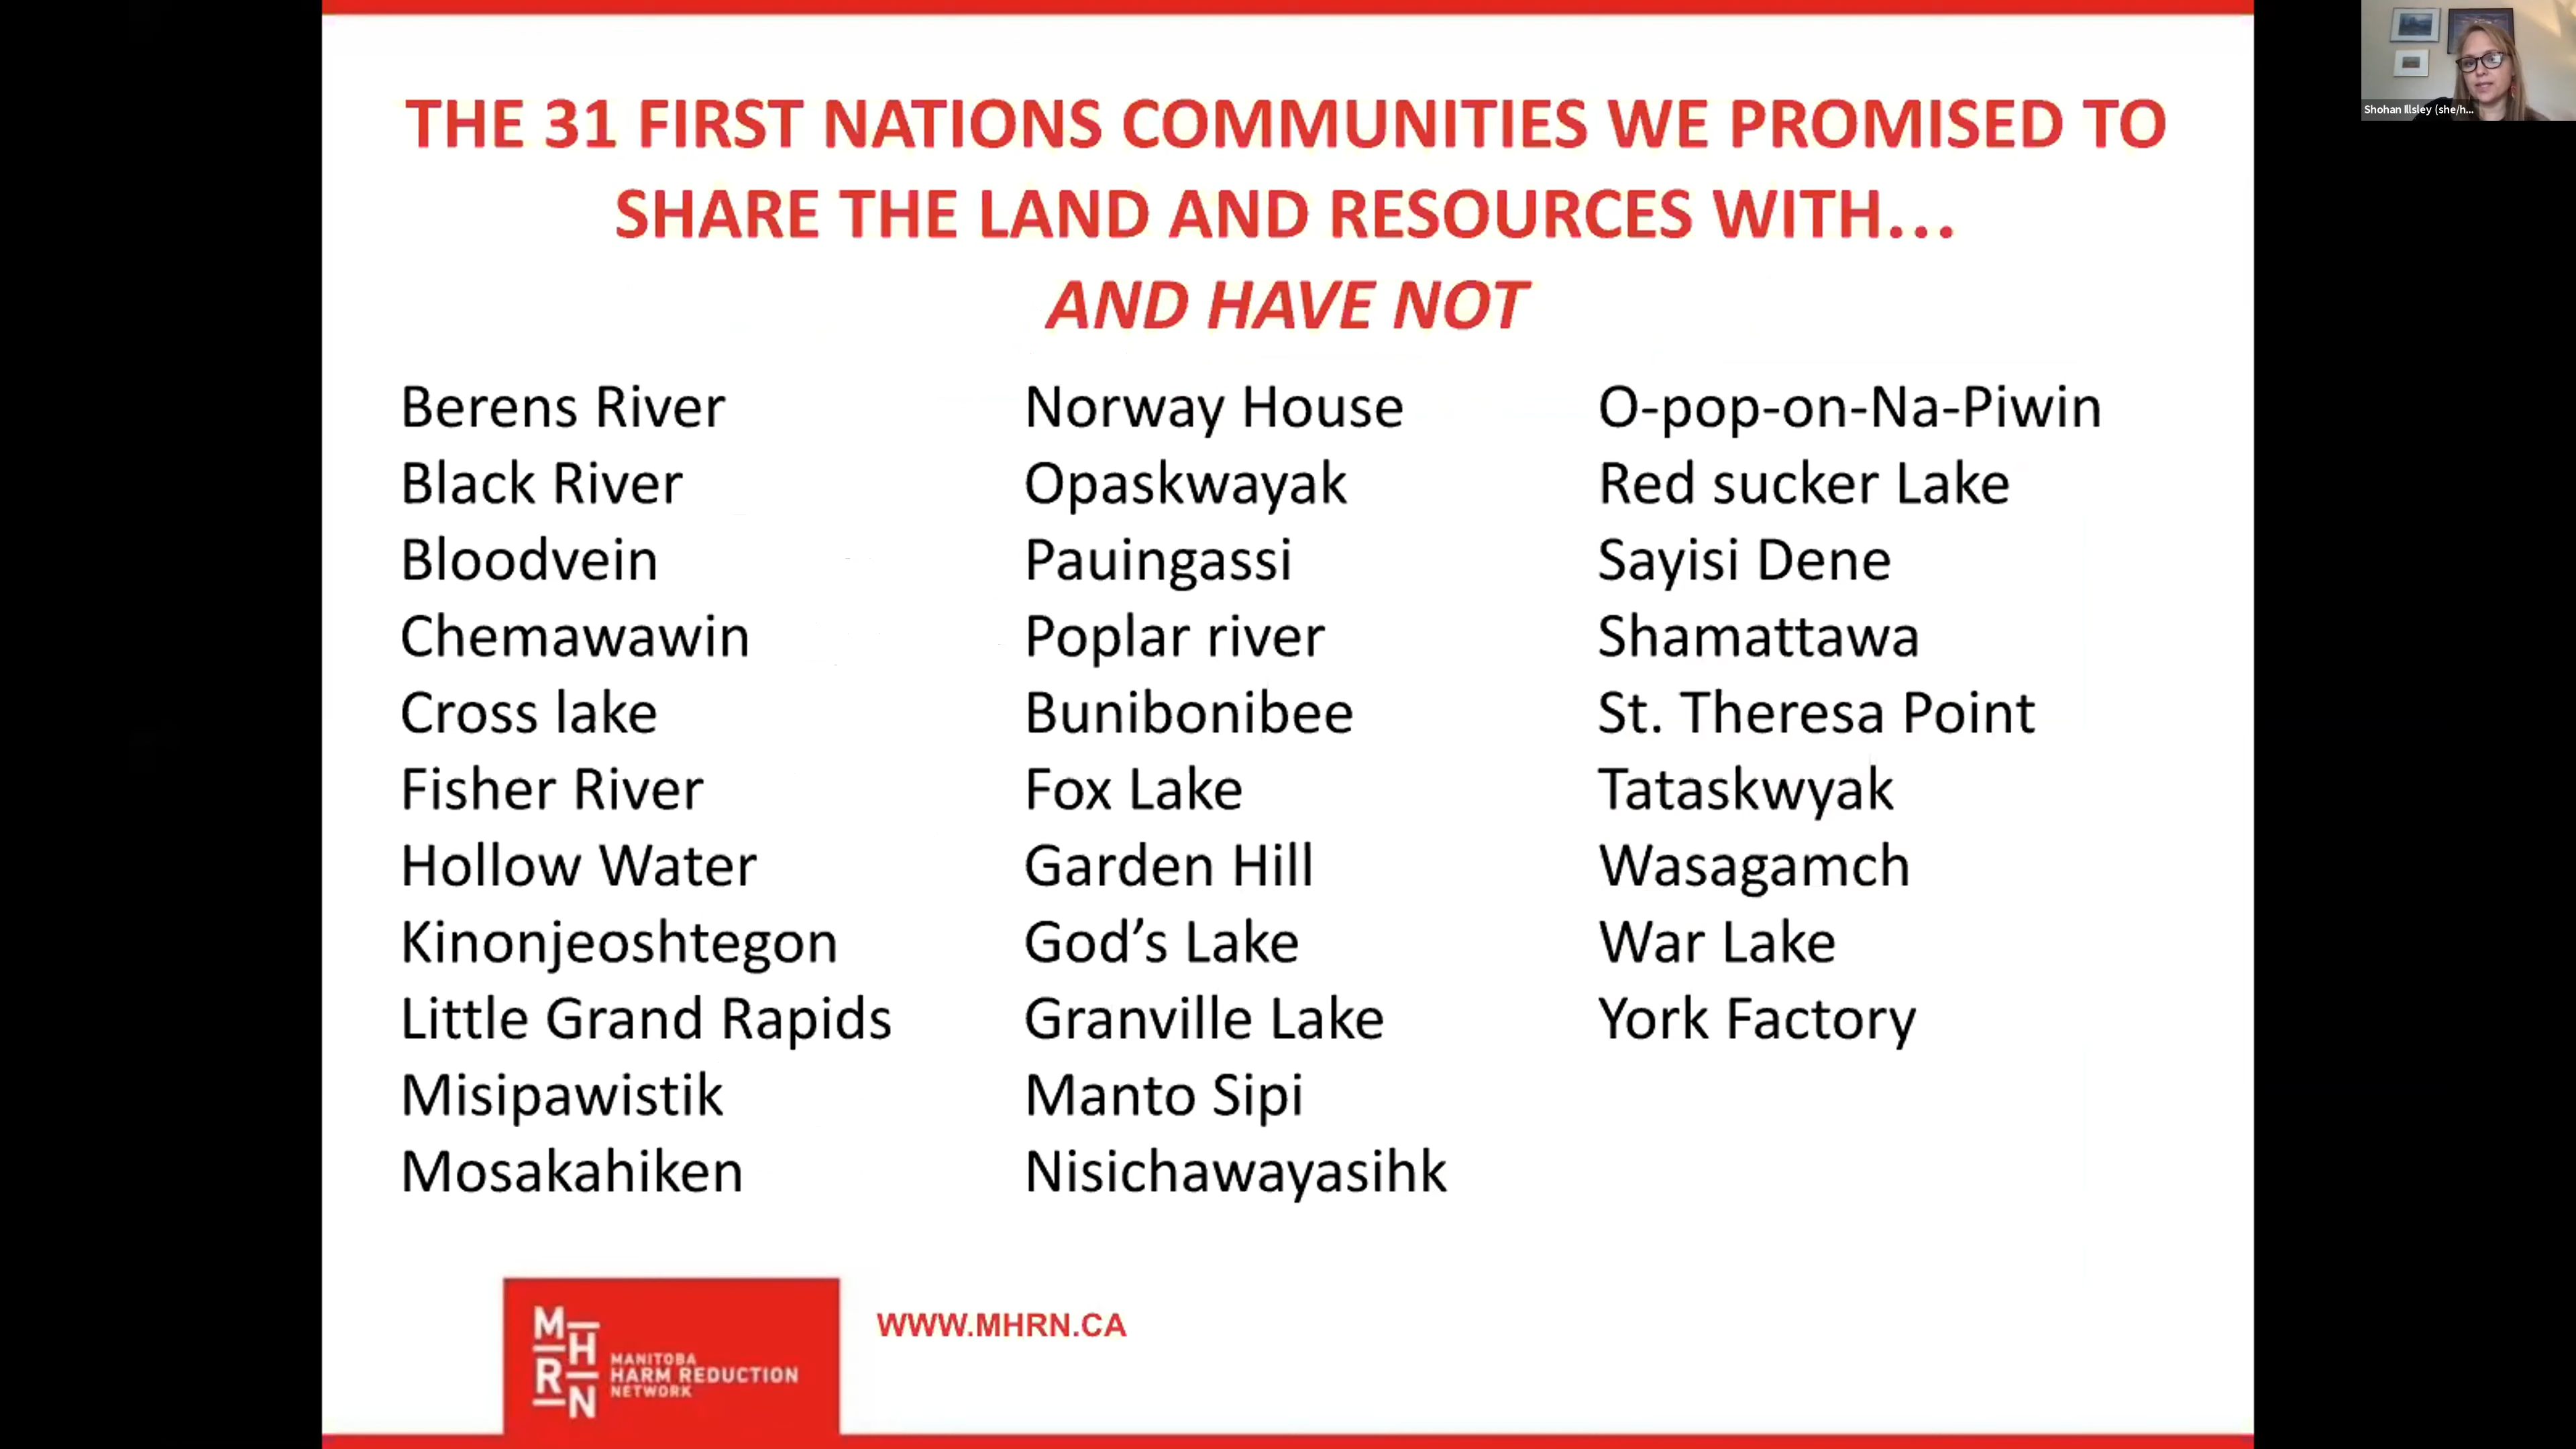 THE 31 FIRST NATIONS COMMUNITIES WE PROMISED TO
SHARE THE LAND AND RESOURCES WITH...
AND HAVE NOT
Berens River
Black River
Bloodvein
Chemawawin
Cross lake
Fisher River
Hollow Water
Kinonjeoshtegon
Little Grand Rapids
Misipawistik
Mosakahiken
Norway House
Opaskwayak
Pauingassi
Poplar river
Bunibonibee
Fox Lake
Garden Hill
God’s Lake
Granville Lake
Manto Sipi
Nisichawayasihk
O-pop-on-Na-Piwin
Red sucker Lake
Sayisi Dene
Shamattawa
St. Theresa Point
Tataskwyak
Wasagamch
War Lake
York Factory
MHRN
MANITOBA
HARM REDUCTION
NETWORK
WWW.MHRN.CA
Shohan Illsley (she/h...